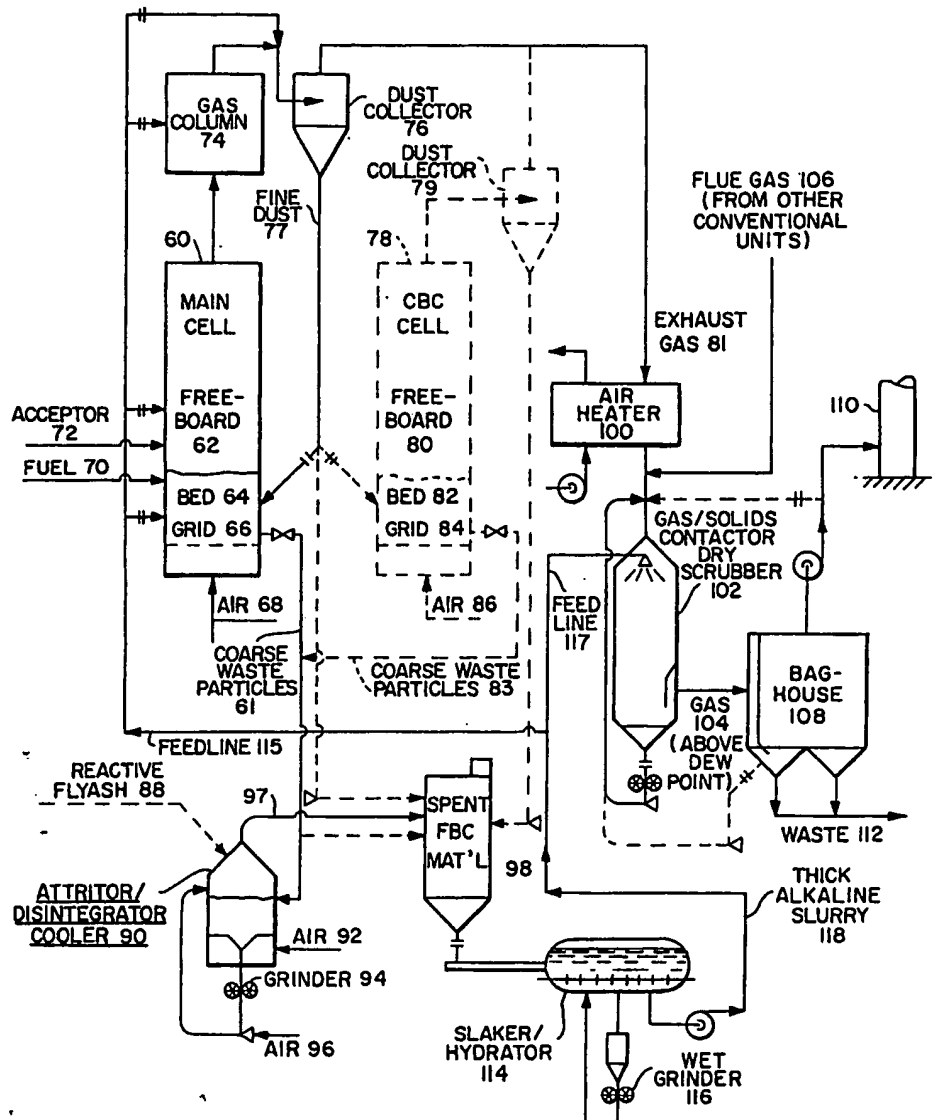 GAS
COLUMN
74
DUST
COLLECTOR
76
DUST
COLLECTOR
79
FINE
DUST
77
FLUE GAS 106
(FROM OTHER
CONVENTIONAL
UNITS)
60
MAIN
CELL
FREE-
BOARD
62
BED 64
GRID 66
78
CBC
CELL
FREE-
BOARD
80
BED 82
GRID 84
EXHAUST
GAS 81
AIR
HEATER
100
110
ACCEPTOR
72
FUEL 70
AIR 68
AIR 86
GAS/SOLIDS
CONTACTOR
DRY
SCRUBBER
102
FEED
LINE
117
COARSE
WASTE
PARTICLES
61
COARSE WASTE
PARTICLES 83
GAS
104
(ABOVE
DEW
POINT)
BAG-
HOUSE
108
FEEDLINE 115
REACTIVE
FLYASH 88
97
SPENT
FBC
MAT'L
98
WASTE 112
ATTRITOR/
DISINTEGRATOR
COOLER 90
AIR 92
GRINDER 94
AIR 96
THICK
ALKALINE
SLURRY
118
SLAKER/
HYDRATOR
114
WET
GRINDER
116